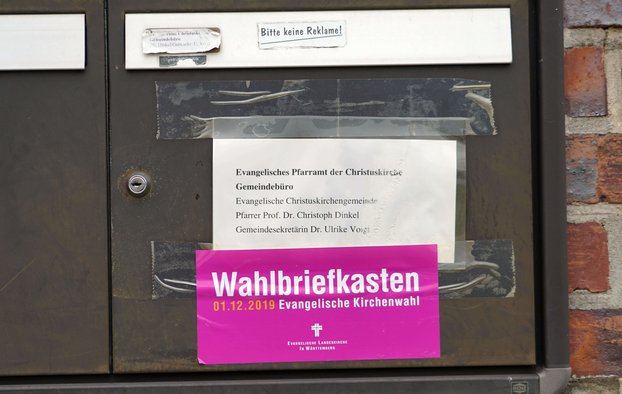 Bitte keine Reklame!
Evangelisches Pfarramt der Christuskirche
Gemeindebüro
Evangelische Christuskirchengemeinde
Pfarrer Prof. Dr. Christoph Dinkel
Gemeindesekretärin Dr. Ulrike Voigt
Wahlbriefkasten
01.12.2019 Evangelische Kirchenwahl
Evangelische Landeskirche
in Württemberg